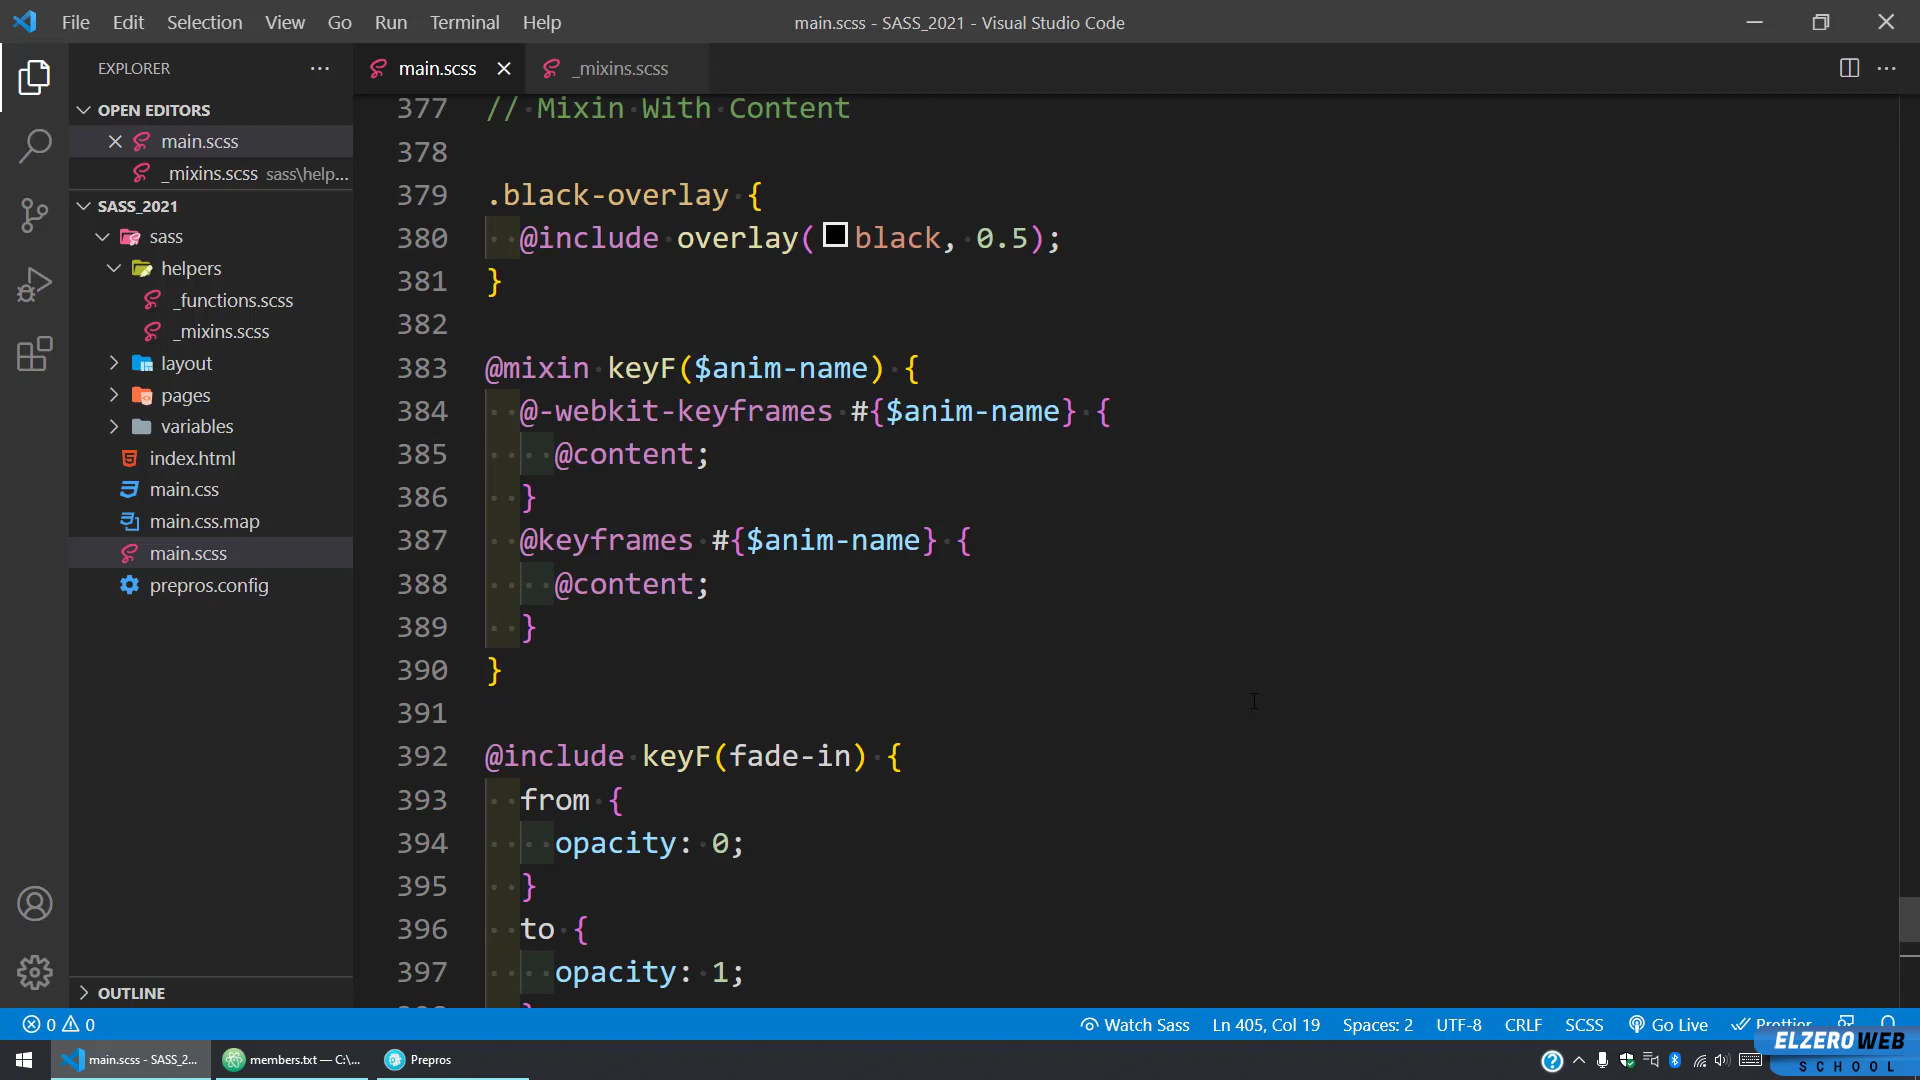 File Edit Selection View Go Run Terminal Help
main.scss - SASS_2021 - Visual Studio Code
EXPLORER
main.scss
_mixins.scss
OPEN EDITORS
main.scss
_mixins.scss sass\help...
SASS_2021
sass
helpers
_functions.scss
_mixins.scss
layout
pages
variables
index.html
main.css
main.css.map
main.scss
prepros.config
OUTLINE
377 // Mixin With Content
378
379 .black-overlay {
380 @include overlay(black, 0.5);
381 }
382
383 @mixin keyF($anim-name) {
384 @-webkit-keyframes #{$anim-name} {
385 @content;
386 }
387 @keyframes #{$anim-name} {
388 @content;
389 }
390 }
391
392 @include keyF(fade-in) {
393 from {
394 opacity: 0;
395 }
396 to {
397 opacity: 1;
0 0
Watch Sass Ln 405, Col 19 Spaces: 2 UTF-8 CRLF SCSS Go Live Prettier
main.scss - SASS_2... members.txt — C:\... Prepros
ELZERO WEB
SCHOOL